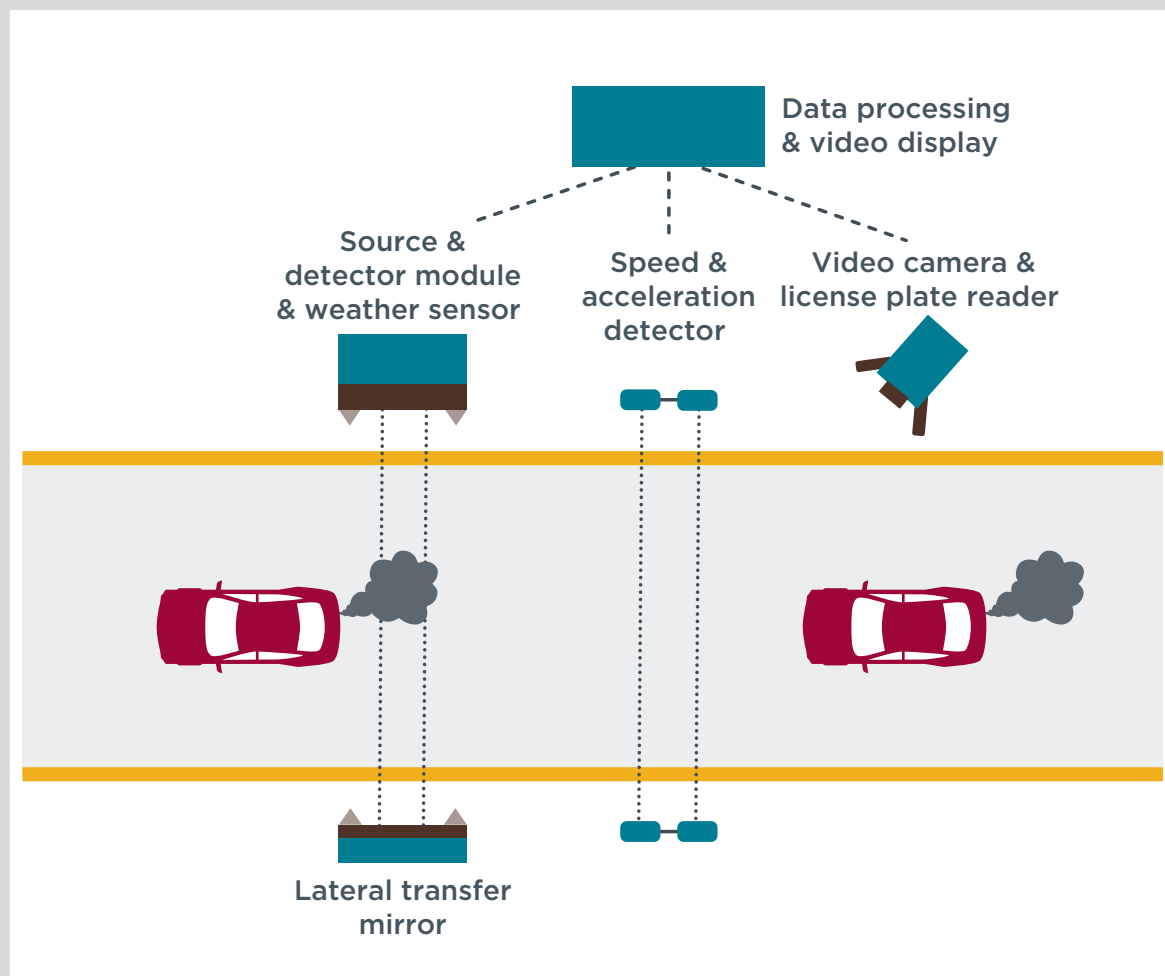 Data processing
& video display
Source &
detector module
& weather sensor
Speed &
acceleration
detector
Video camera &
license plate reader
Lateral transfer
mirror